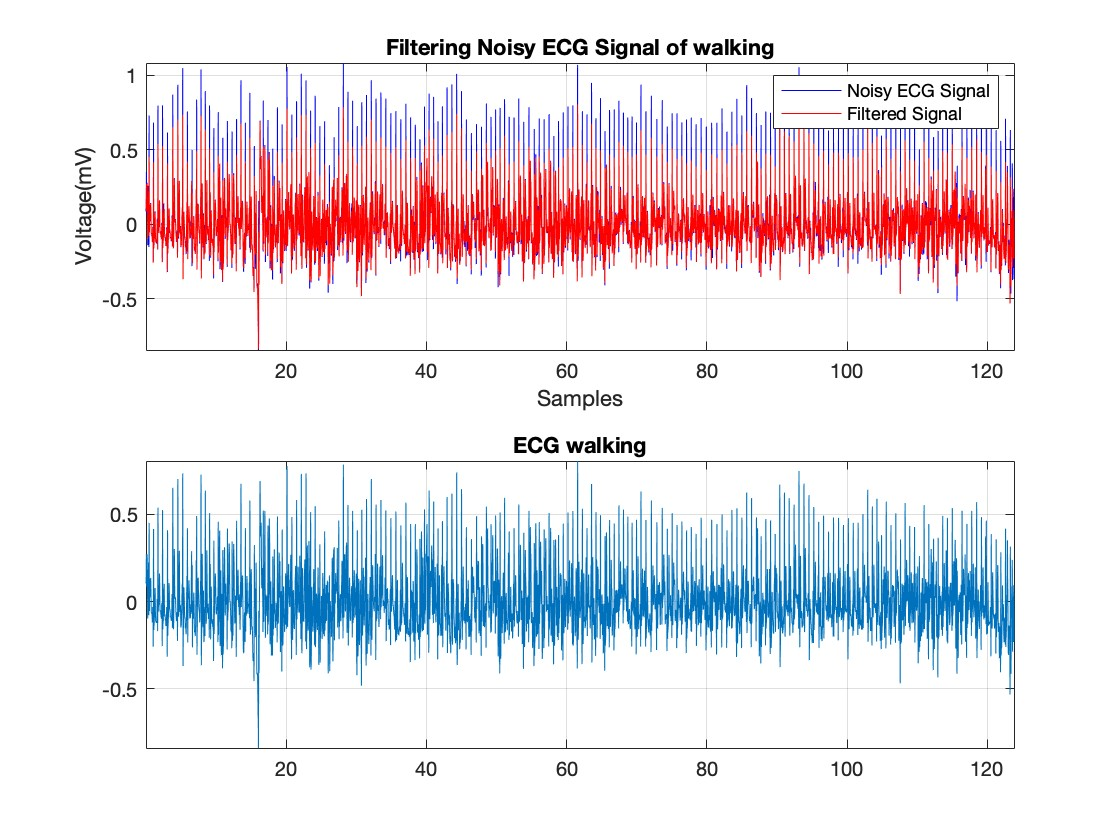 Filtering Noisy ECG Signal of walking
Noisy ECG Signal
Filtered Signal
Voltage(mV)
1
0.5
0
-0.5
20 40 60 80 100 120
Samples
ECG walking
0.5
0
-0.5
20 40 60 80 100 120